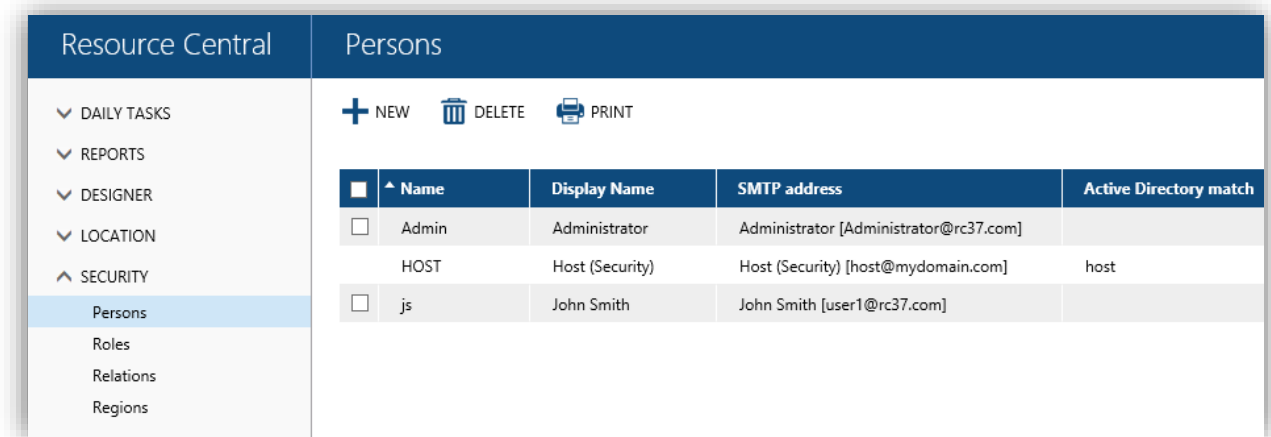 Resource Central
Persons
DAILY TASKS
REPORTS
DESIGNER
LOCATION
SECURITY
Persons
Roles
Relations
Regions
NEW DELETE PRINT
Name Display Name SMTP address Active Directory match
Admin Administrator Administrator [Administrator@rc37.com]
HOST Host (Security) Host (Security) [host@mydomain.com] host
js John Smith John Smith [user1@rc37.com]